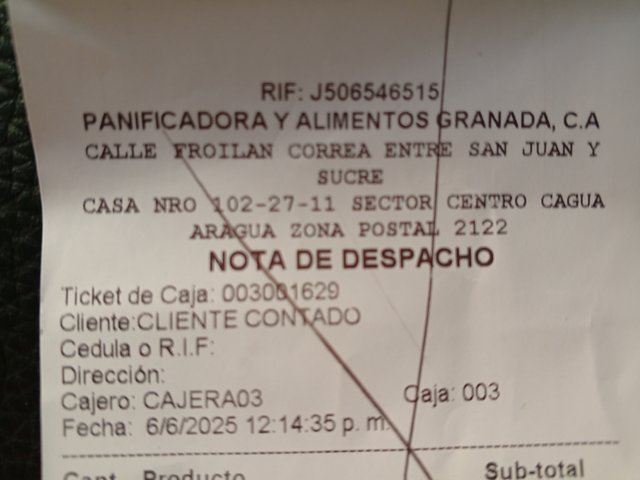 RIF: J506546515
PANIFICADORA Y ALIMENTOS GRANADA, C.A
CALLE FROILAN CORREA ENTRE SAN JUAN Y
SUCRE
CASA NRO 102-27-11 SECTOR CENTRO CAGUA
ARAGUA ZONA POSTAL 2122
NOTA DE DESPACHO
Ticket de Caja: 003001629
Cliente:CLIENTE CONTADO
Cedula o R.I.F:
Dirección:
Cajero: CAJERA03 Caja: 003
Fecha: 6/6/2025 12:14:35 p. m.
Cant Producto Sub-total